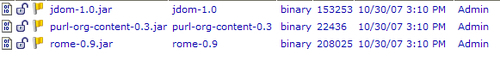 jdom-1.0.jar jdom-1.0 binary 153253 10/30/07 3:10 PM Admin
purl-org-content-0.3.jar purl-org-content-0.3 binary 22436 10/30/07 3:10 PM Admin
rome-0.9.jar rome-0.9 binary 208025 10/30/07 3:10 PM Admin